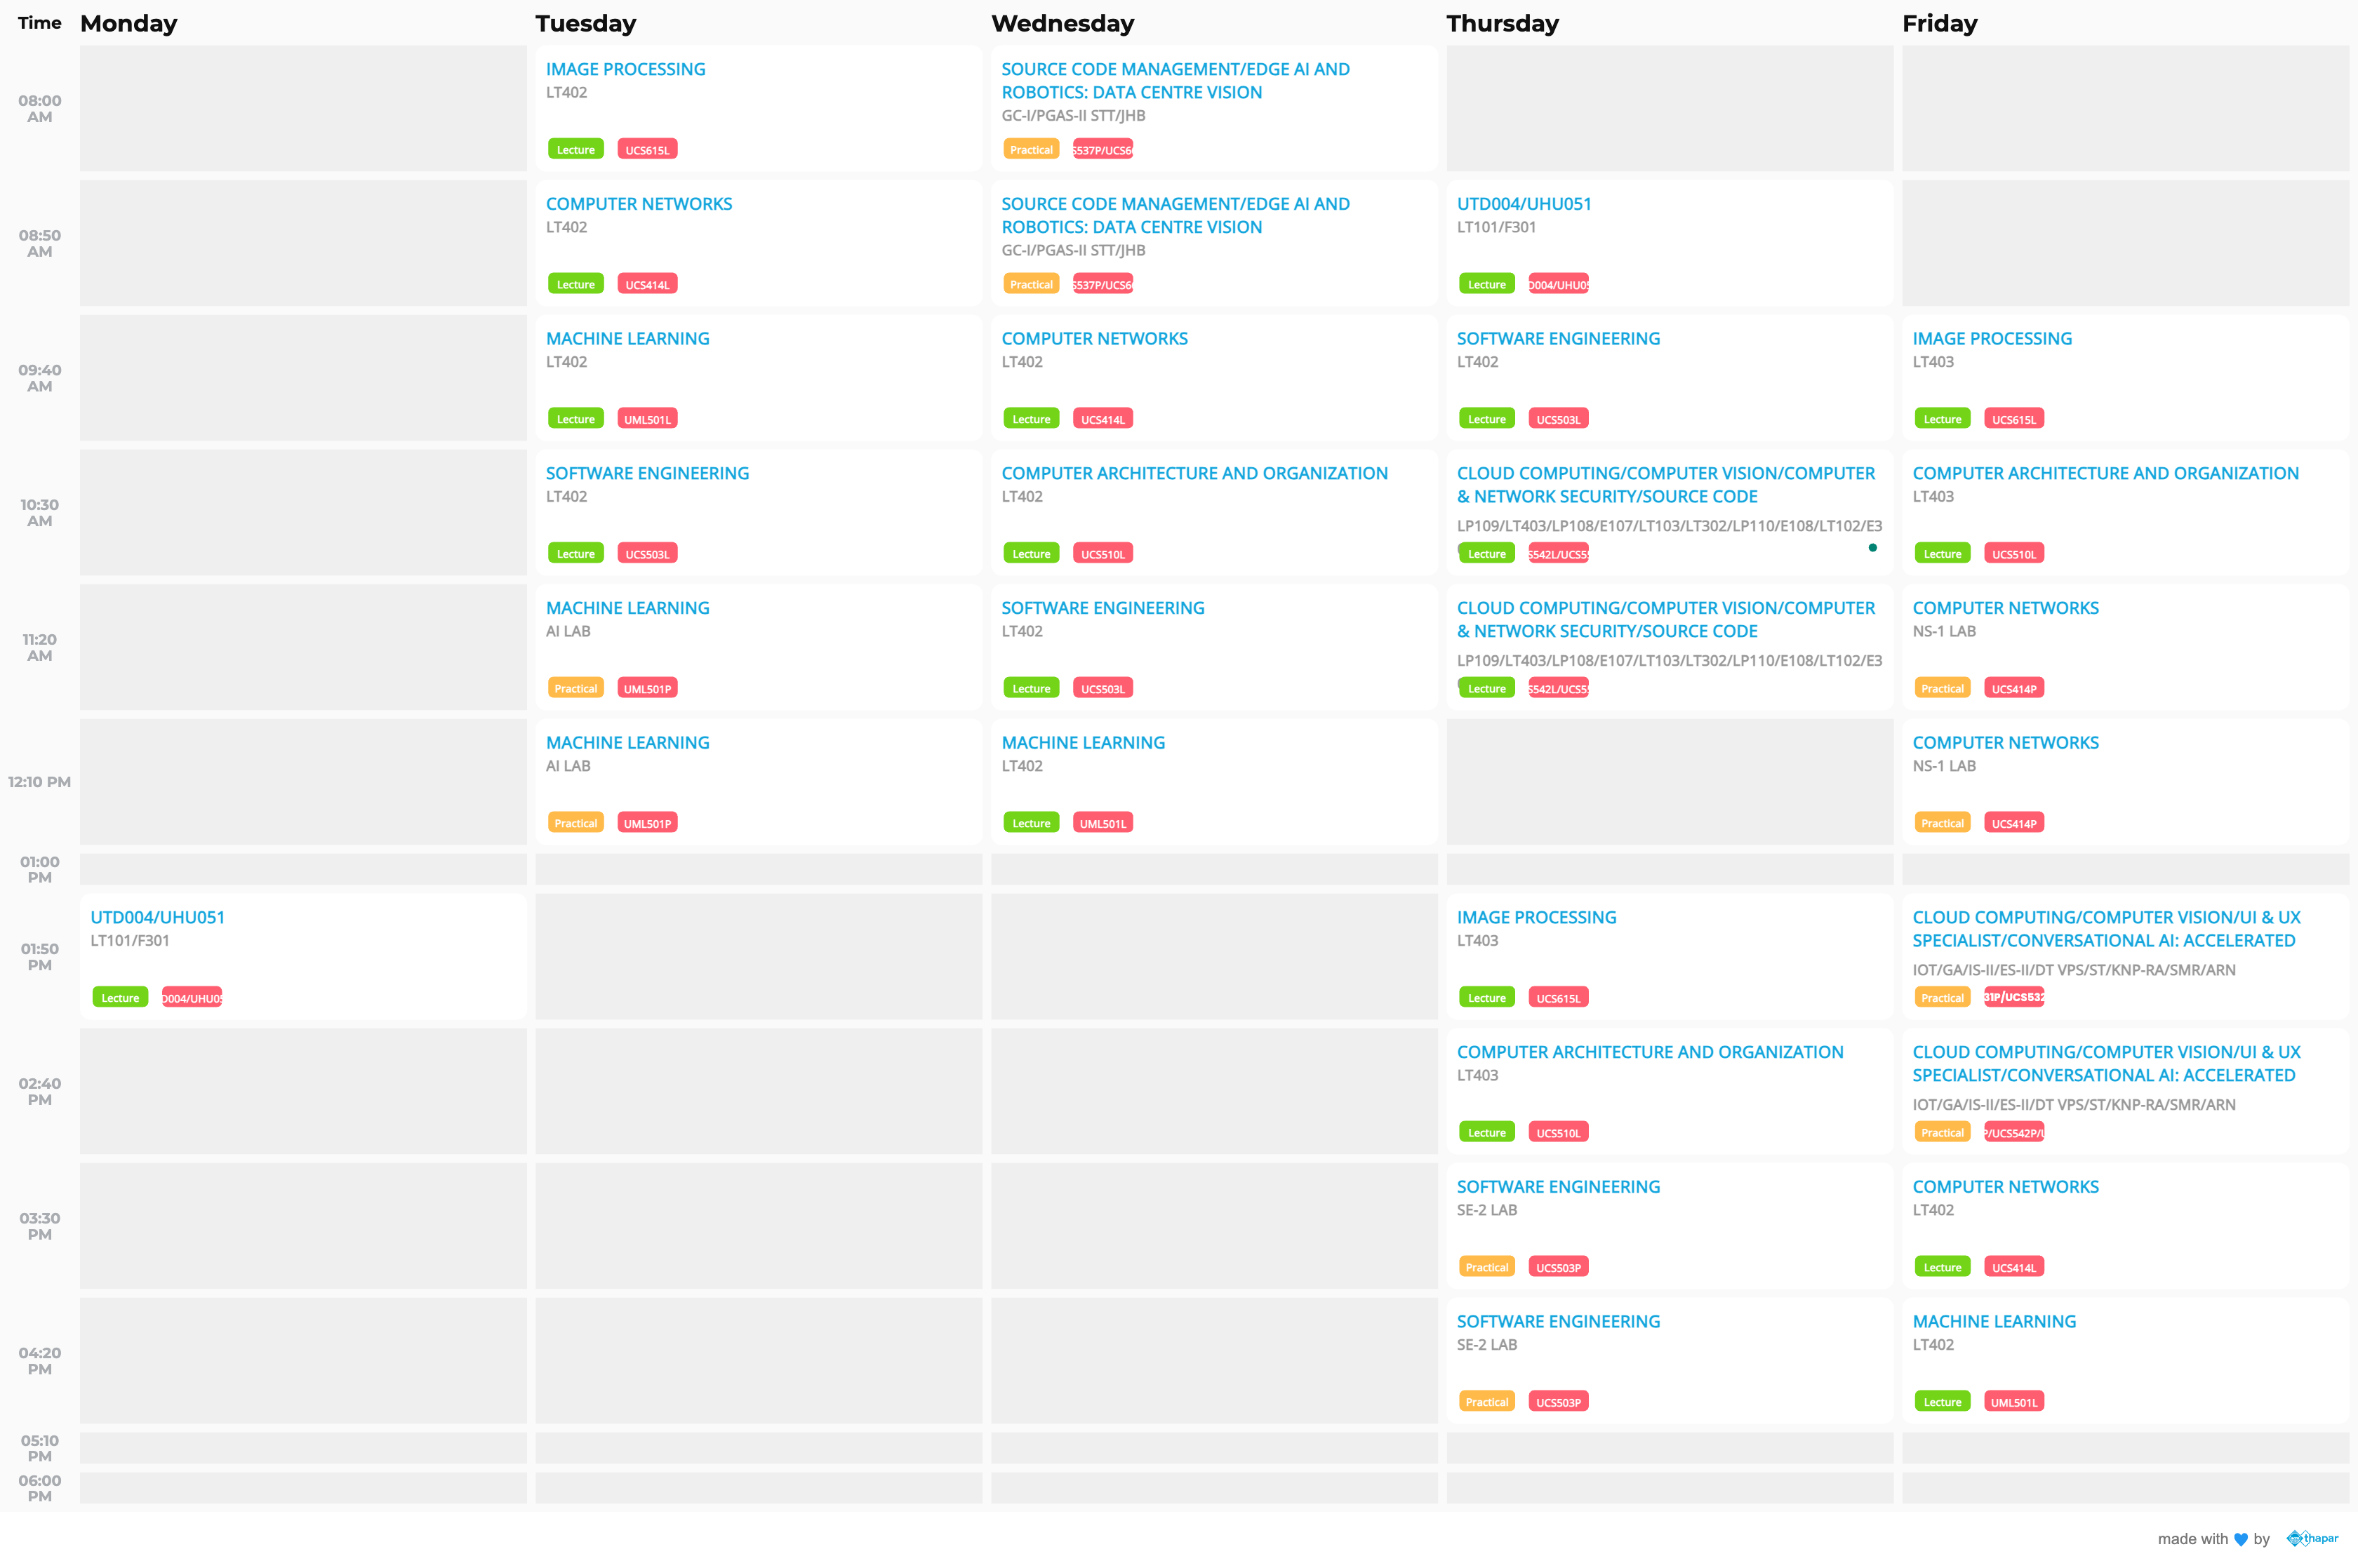 Time Monday Tuesday Wednesday Thursday Friday
08:00
AM
IMAGE PROCESSING
LT402
Lecture UCS615L
SOURCE CODE MANAGEMENT/EDGE AI AND
ROBOTICS: DATA CENTRE VISION
GC-I/PGAS-II STT/JHB
Practical S537P/UCS6
08:50
AM
COMPUTER NETWORKS
LT402
Lecture UCS414L
SOURCE CODE MANAGEMENT/EDGE AI AND
ROBOTICS: DATA CENTRE VISION
GC-I/PGAS-II STT/JHB
Practical S537P/UCS6
UTD004/UHU051
LT101/F301
Lecture D004/UHU05
09:40
AM
MACHINE LEARNING
LT402
Lecture UML501L
COMPUTER NETWORKS
LT402
Lecture UCS414L
SOFTWARE ENGINEERING
LT402
Lecture UCS503L
IMAGE PROCESSING
LT403
Lecture UCS615L
10:30
AM
SOFTWARE ENGINEERING
LT402
Lecture UCS503L
COMPUTER ARCHITECTURE AND ORGANIZATION
LT402
Lecture UCS510L
CLOUD COMPUTING/COMPUTER VISION/COMPUTER
& NETWORK SECURITY/SOURCE CODE
LP109/LT403/LP108/E107/LT103/LT302/LP110/E108/LT102/E3
Lecture S542L/UCS5
COMPUTER ARCHITECTURE AND ORGANIZATION
LT403
Lecture UCS510L
11:20
AM
MACHINE LEARNING
AI LAB
Practical UML501P
SOFTWARE ENGINEERING
LT402
Lecture UCS503L
CLOUD COMPUTING/COMPUTER VISION/COMPUTER
& NETWORK SECURITY/SOURCE CODE
LP109/LT403/LP108/E107/LT103/LT302/LP110/E108/LT102/E3
Lecture S542L/UCS5
COMPUTER NETWORKS
NS-1 LAB
Practical UCS414P
12:10 PM
MACHINE LEARNING
AI LAB
Practical UML501P
MACHINE LEARNING
LT402
Lecture UML501L
COMPUTER NETWORKS
NS-1 LAB
Practical UCS414P
01:00
PM
01:50
PM
UTD004/UHU051
LT101/F301
Lecture D004/UHU05
IMAGE PROCESSING
LT403
Lecture UCS615L
CLOUD COMPUTING/COMPUTER VISION/UI & UX
SPECIALIST/CONVERSATIONAL AI: ACCELERATED
IOT/GA/IS-II/ES-II/DT VPS/ST/KNP-RA/SMR/ARN
Practical 31P/UCS532
02:40
PM
COMPUTER ARCHITECTURE AND ORGANIZATION
LT403
Lecture UCS510L
CLOUD COMPUTING/COMPUTER VISION/UI & UX
SPECIALIST/CONVERSATIONAL AI: ACCELERATED
IOT/GA/IS-II/ES-II/DT VPS/ST/KNP-RA/SMR/ARN
Practical P/UCS542P/U
03:30
PM
SOFTWARE ENGINEERING
SE-2 LAB
Practical UCS503P
COMPUTER NETWORKS
LT402
Lecture UCS414L
04:20
PM
SOFTWARE ENGINEERING
SE-2 LAB
Practical UCS503P
MACHINE LEARNING
LT402
Lecture UML501L
05:10
PM
06:00
PM
made with 💙 by thapar